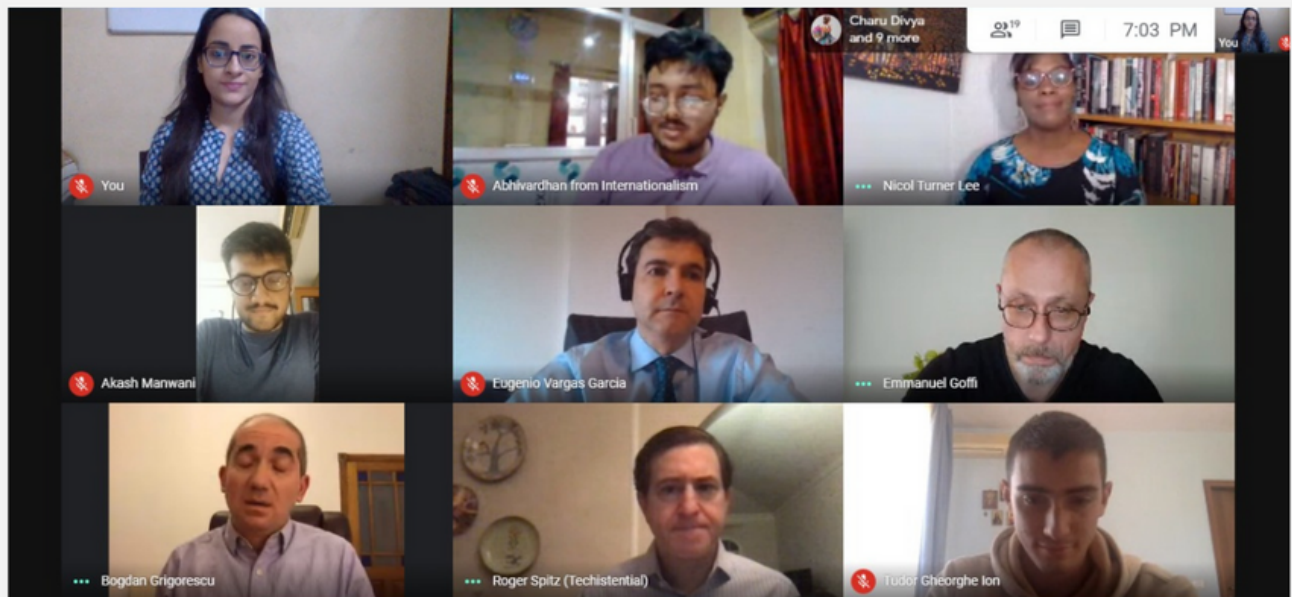 Charu Divya
and 9 more
19
7:03 PM
You
You
Abhivardhan from Internationalism
Nicol Turner Lee
Akash Manwani
Eugenio Vargas Garcia
Emmanuel Goffi
Bogdan Grigorescu
Roger Spitz (Techistential)
Tudor Gheorghe Ion